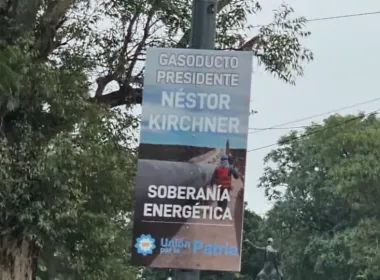 GASODUCTO
PRESIDENTE
NÉSTOR
KIRCHNER
SOBERANÍA
ENERGÉTICA
Unión
por la
Patria